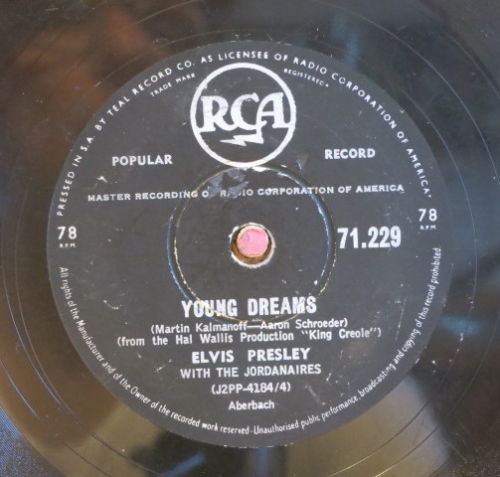 PRESSED IN S.A. BY TEAL RECORD CO. AS LICENSEE OF RADIO CORPORATION OF AMERICA"
TRADE MARK
REGISTERED
RCA
POPULAR RECORD
MASTER RECORDING OF RADIO CORPORATION OF AMERICA
78 R.P.M.
78 R.P.M.
71.229
YOUNG DREAMS
(Martin Kalmanoff—Aaron Schroeder)
(from the Hal Wallis Production "King Creole")
ELVIS PRESLEY
WITH THE JORDANAIRES
(J2PP-4184/4)
Aberbach
All rights of the Manufacturer and of the Owner of the recorded work reserved-Unauthorised public performance, broadcasting and copying of this record prohibited